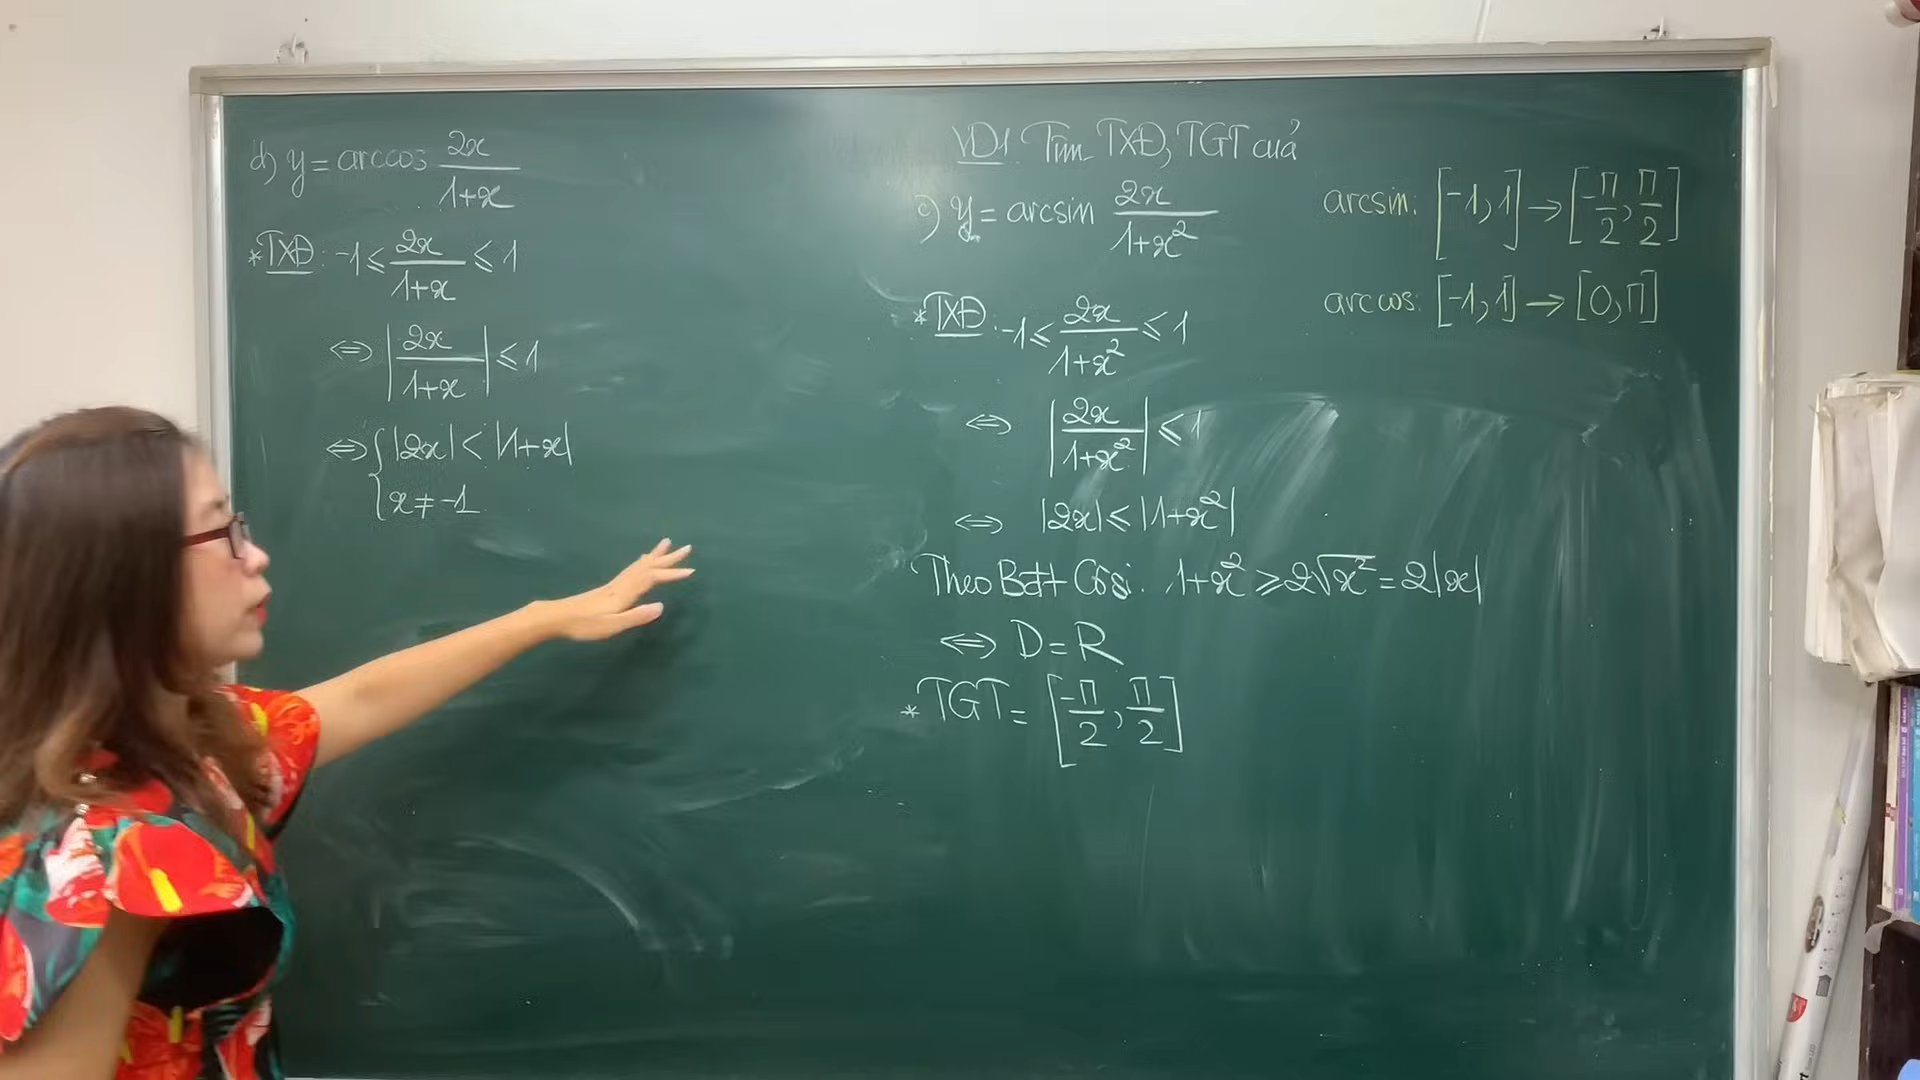 VD1. Tìm TXĐ, TGT của
c) y = arcsin 2x/(1+x²)
arcsin: [-1, 1] → [-π/2, π/2]
arccos: [-1, 1] → [0, π]
* TXĐ: -1 ≤ 2x/(1+x²) ≤ 1
⇔ |2x/(1+x²)| ≤ 1
⇔ |2x| ≤ |1+x²|
Theo Bđt Côsi: 1+x² ≥ 2√x² = 2|x|
⇔ D = R
* TGT = [-π/2, π/2]
d) y = arccos 2x/(1+x)
* TXĐ: -1 ≤ 2x/(1+x) ≤ 1
⇔ |2x/(1+x)| ≤ 1
⇔ { |2x| < |1+x|
x ≠ -1